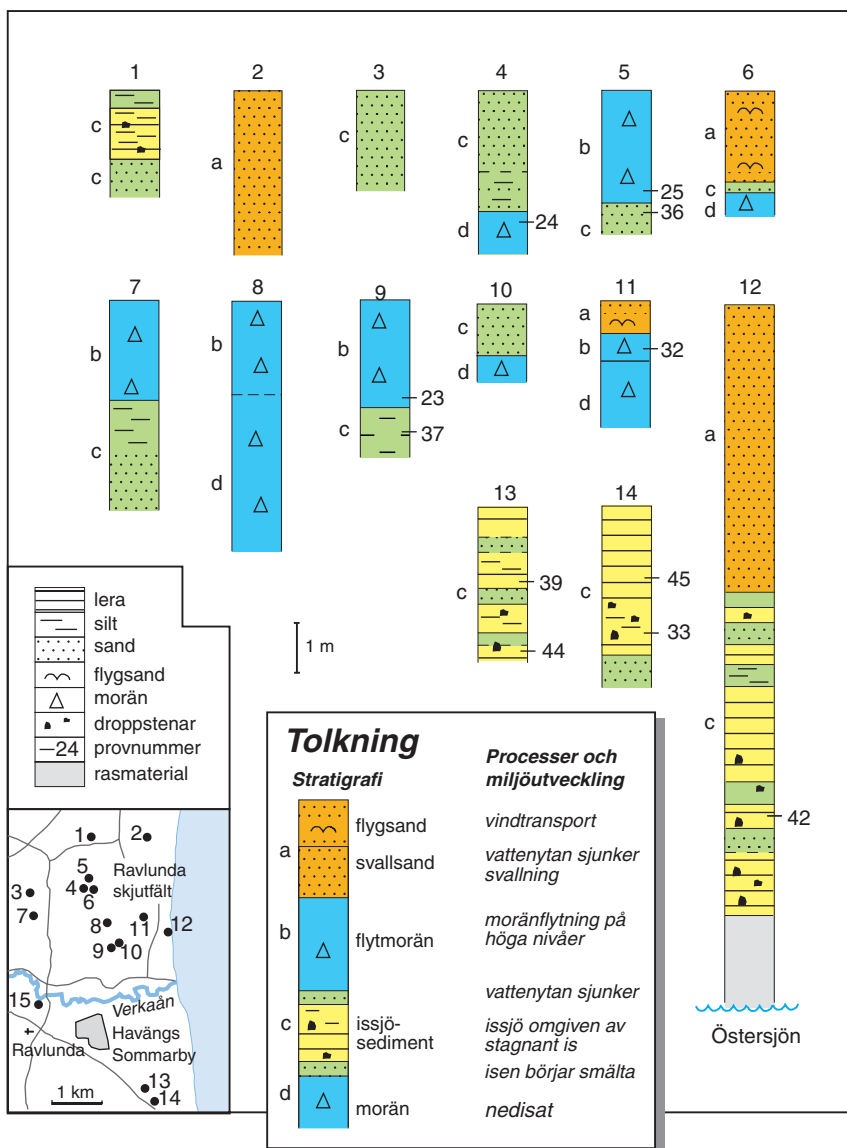 1 2 3 4 5 6
c c a c c d 24 b c 25 36 a c d
7 8 9 10 11 12
b c b d b c 23 37 c d a b d 32 a c 42
13 14
c 39 44 c 45 33
1 m
lera
silt
sand
flygsand
morän
droppstenar
24 provnummer
rasmaterial
Östersjön
1 2
Ravlunda
skjutfält
3 5 4 6
7 8 11 12
9 10
15 Verkaån
Havängs
Ravlunda Sommarby
13
1 km 14
Tolkning
Stratigrafi
Processer och
miljöutveckling
a
flygsand vindtransport
svallsand vattenytan sjunker
svallning
b
flytmorän moränflytning på
höga nivåer
vattenytan sjunker
c
issjö-
sediment
issjö omgiven av
stagnant is
isen börjar smälta
d
morän nedisat